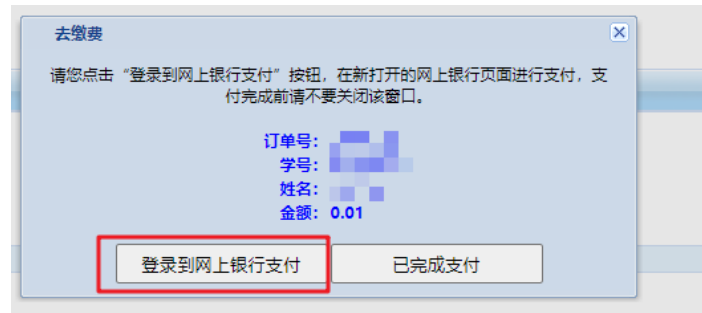 去缴费
请您点击“登录到网上银行支付”按钮，在新打开的网上银行页面进行支付，支
付完成前请不要关闭该窗口。
订单号：
学号：
姓名：
金额：0.01
登录到网上银行支付 已完成支付